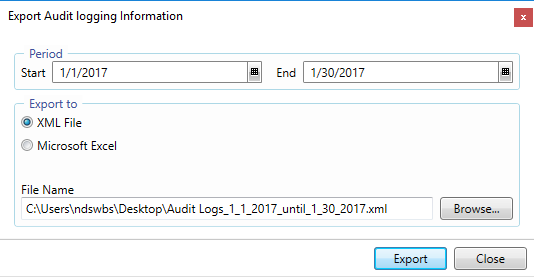 Export Audit logging Information
x
Period
Start 1/1/2017 End 1/30/2017
Export to
XML File
Microsoft Excel
File Name
C:\Users\ndswbs\Desktop\Audit Logs_1_1_2017_until_1_30_2017.xml Browse...
Export Close